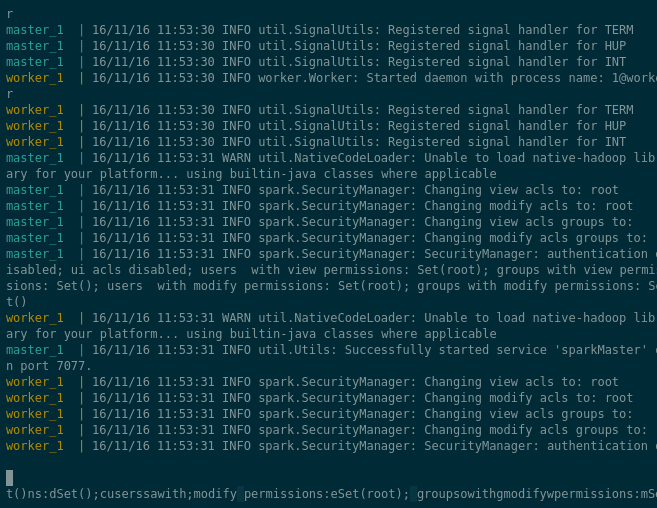 r
master_1  | 16/11/16 11:53:30 INFO util.SignalUtils: Registered signal handler for TERM
master_1  | 16/11/16 11:53:30 INFO util.SignalUtils: Registered signal handler for HUP
master_1  | 16/11/16 11:53:30 INFO util.SignalUtils: Registered signal handler for INT
worker_1  | 16/11/16 11:53:30 INFO worker.Worker: Started daemon with process name: 1@worke
r
worker_1  | 16/11/16 11:53:30 INFO util.SignalUtils: Registered signal handler for TERM
worker_1  | 16/11/16 11:53:30 INFO util.SignalUtils: Registered signal handler for HUP
worker_1  | 16/11/16 11:53:30 INFO util.SignalUtils: Registered signal handler for INT
master_1  | 16/11/16 11:53:31 WARN util.NativeCodeLoader: Unable to load native-hadoop lib
ary for your platform... using builtin-java classes where applicable
master_1  | 16/11/16 11:53:31 INFO spark.SecurityManager: Changing view acls to: root
master_1  | 16/11/16 11:53:31 INFO spark.SecurityManager: Changing modify acls to: root
master_1  | 16/11/16 11:53:31 INFO spark.SecurityManager: Changing view acls groups to:
master_1  | 16/11/16 11:53:31 INFO spark.SecurityManager: Changing modify acls groups to:
master_1  | 16/11/16 11:53:31 INFO spark.SecurityManager: SecurityManager: authentication
isabled; ui acls disabled; users  with view permissions: Set(root); groups with view permi
sions: Set(); users  with modify permissions: Set(root); groups with modify permissions: Se
t()
worker_1  | 16/11/16 11:53:31 WARN util.NativeCodeLoader: Unable to load native-hadoop lib
ary for your platform... using builtin-java classes where applicable
master_1  | 16/11/16 11:53:31 INFO util.Utils: Successfully started service 'sparkMaster'
n port 7077.
worker_1  | 16/11/16 11:53:31 INFO spark.SecurityManager: Changing view acls to: root
worker_1  | 16/11/16 11:53:31 INFO spark.SecurityManager: Changing modify acls to: root
worker_1  | 16/11/16 11:53:31 INFO spark.SecurityManager: Changing view acls groups to:
worker_1  | 16/11/16 11:53:31 INFO spark.SecurityManager: Changing modify acls groups to:
worker_1  | 16/11/16 11:53:31 INFO spark.SecurityManager: SecurityManager: authentication
t()ns:dSet();cuserssawith;modify permissions:eSet(root); groupsowithgmodifywpermissions:mSe